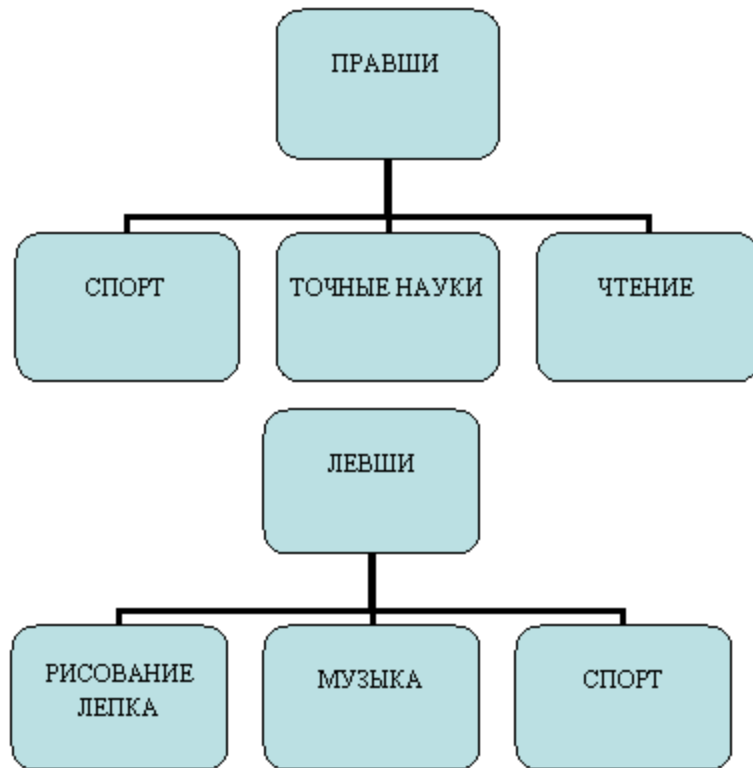 ПРАВШИ
СПОРТ
ТОЧНЫЕ НАУКИ
ЧТЕНИЕ
ЛЕВШИ
РИСОВАНИЕ
ЛЕПКА
МУЗЫКА
СПОРТ